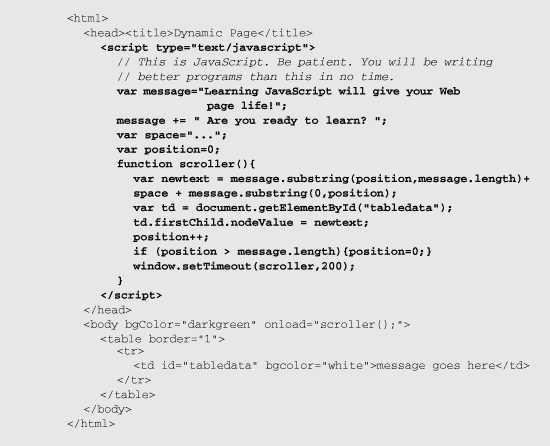 <html>
<head><title>Dynamic Page</title>
<script type="text/javascript">
// This is JavaScript. Be patient. You will be writing
// better programs than this in no time.
var message="Learning JavaScript will give your Web
page life!";
message += " Are you ready to learn? ";
var space="...";
var position=0;
function scroller(){
var newtext = message.substring(position,message.length)+
space + message.substring(0,position);
var td = document.getElementById("tabledata");
td.firstChild.nodeValue = newtext;
position++;
if (position > message.length){position=0;}
window.setTimeout(scroller,200);
}
</script>
</head>
<body bgColor="darkgreen" onload="scroller();">
<table border="1">
<tr>
<td id="tabledata" bgcolor="white">message goes here</td>
</tr>
</table>
</body>
</html>